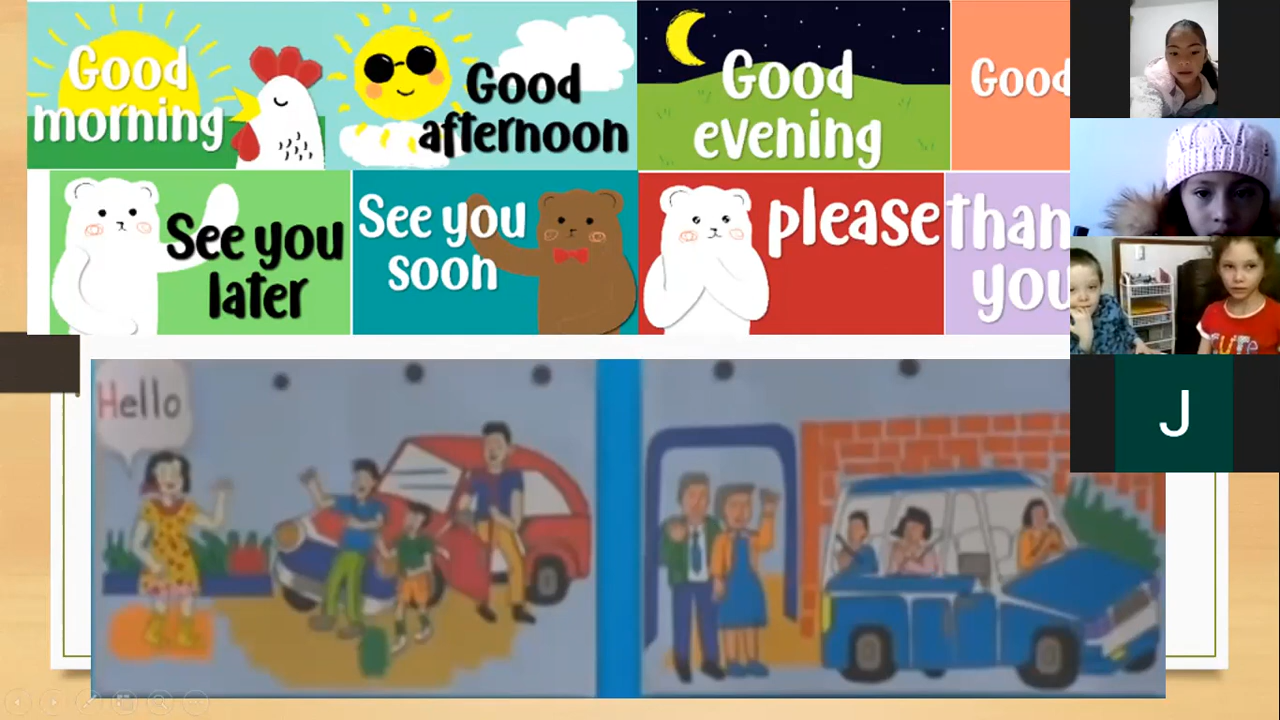 Good
morning
Good
afternoon
Good
evening
Good
See you
later
See you
soon
please
than
you
Hello
J